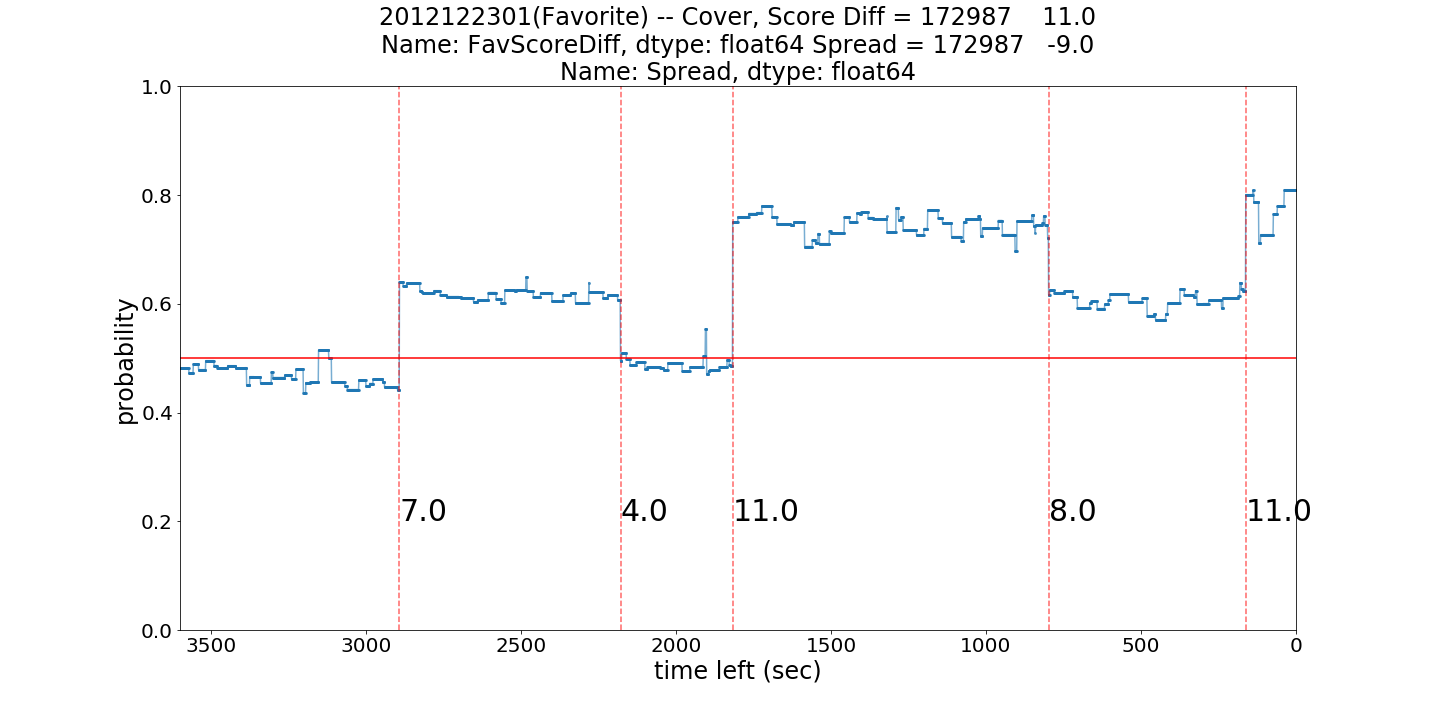 2012122301(Favorite) -- Cover, Score Diff = 172987    11.0
Name: FavScoreDiff, dtype: float64 Spread = 172987   -9.0
Name: Spread, dtype: float64
1.0
0.8
0.6
0.4
0.2
0.0
probability
7.0
4.0
11.0
8.0
11.0
3500 3000 2500 2000 1500 1000 500 0
time left (sec)